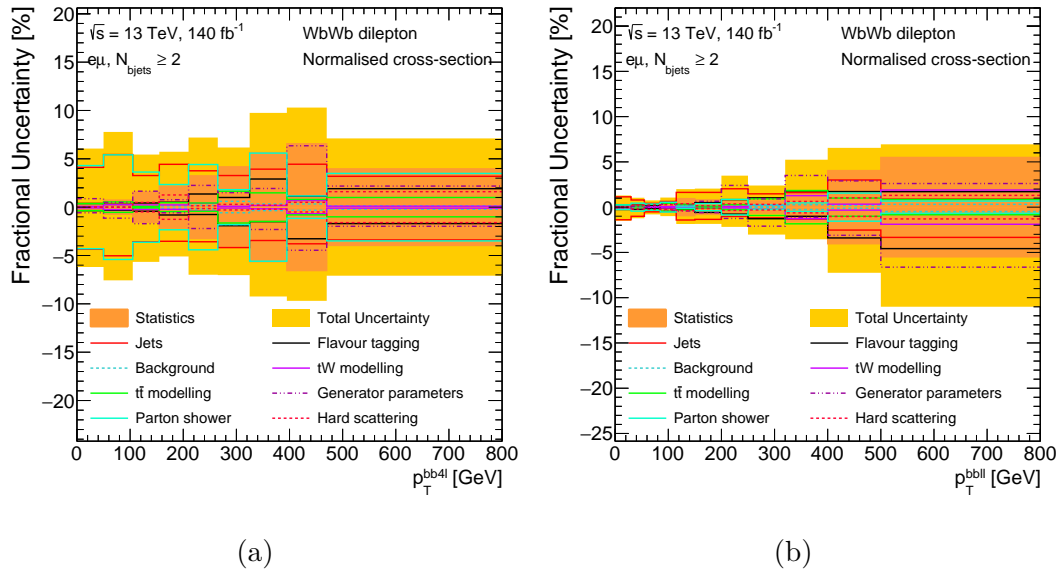 Fractional Uncertainty [%]
√s = 13 TeV, 140 fb⁻¹
WbWb dilepton
eμ, N_bjets ≥ 2
Normalised cross-section
20
15
10
5
0
−5
−10
−15
−20
Statistics
Total Uncertainty
Jets
Flavour tagging
Background
tW modelling
tt̄ modelling
Generator parameters
Parton shower
Hard scattering
0 100 200 300 400 500 600 700 800
p_T^bb4l [GeV]
(a)
Fractional Uncertainty [%]
√s = 13 TeV, 140 fb⁻¹
WbWb dilepton
eμ, N_bjets ≥ 2
Normalised cross-section
20
15
10
5
0
−5
−10
−15
−20
−25
Statistics
Total Uncertainty
Jets
Flavour tagging
Background
tW modelling
tt̄ modelling
Generator parameters
Parton shower
Hard scattering
0 100 200 300 400 500 600 700 800
p_T^bbll [GeV]
(b)